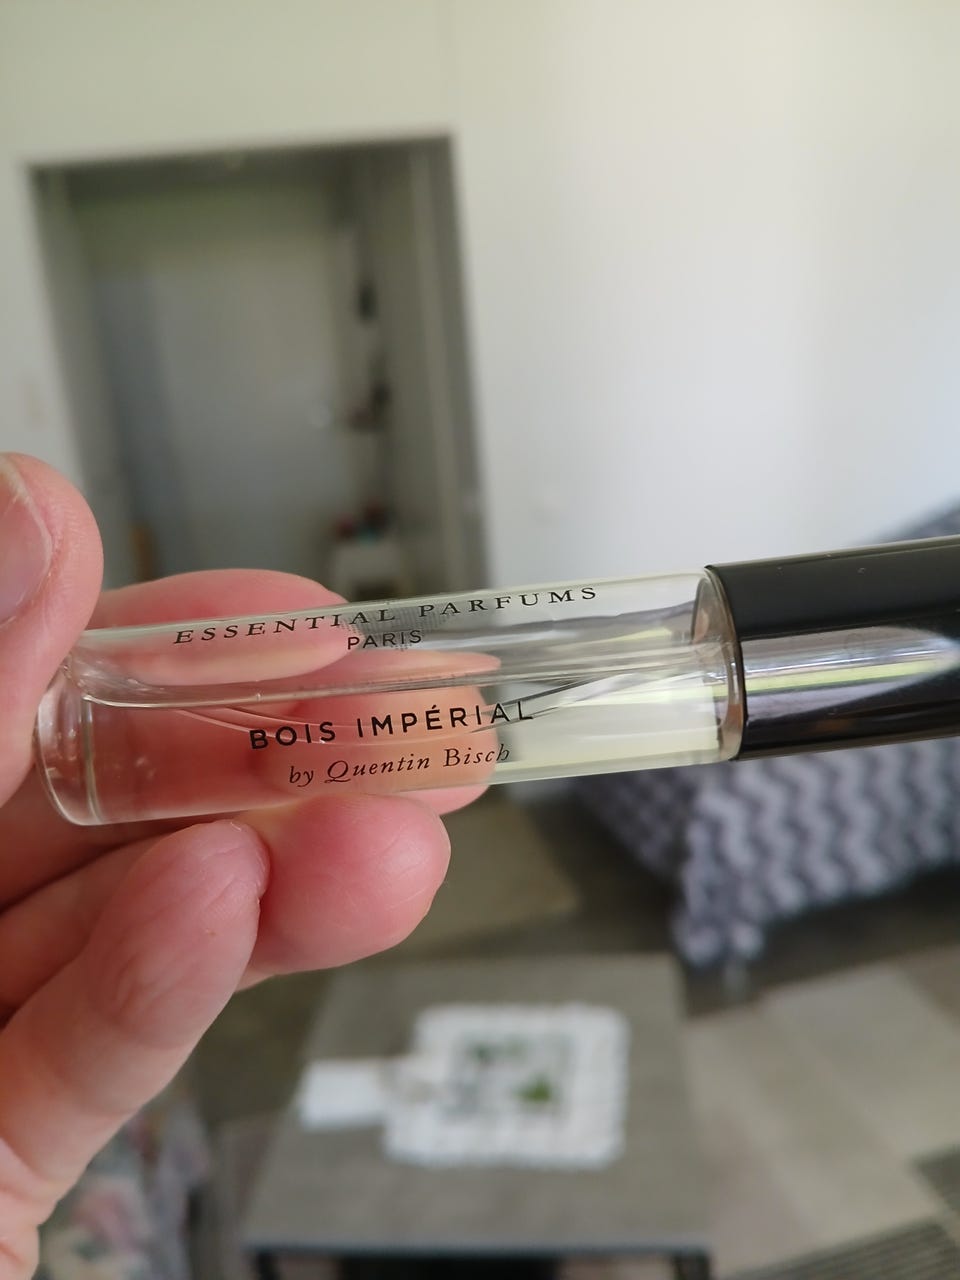 ESSENTIAL PARFUMS
PARIS
BOIS IMPÉRIAL
by Quentin Bisch